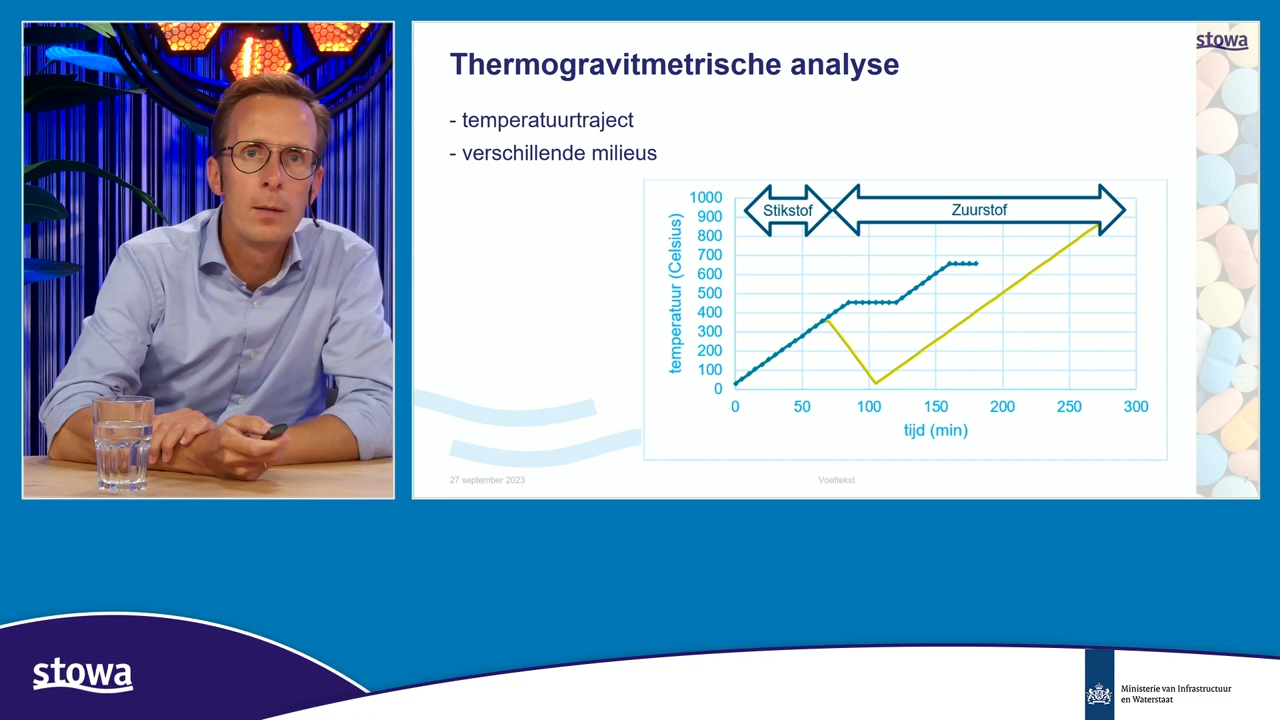 Thermogravitmetrische analyse
stowa
- temperatuurtraject
- verschillende milieus
Stikstof
Zuurstof
1000
900
800
700
600
500
400
300
200
100
0
temperatuur (Celsius)
0 50 100 150 200 250 300
tijd (min)
27 september 2023
Voettekst
stowa
Ministerie van Infrastructuur
en Waterstaat